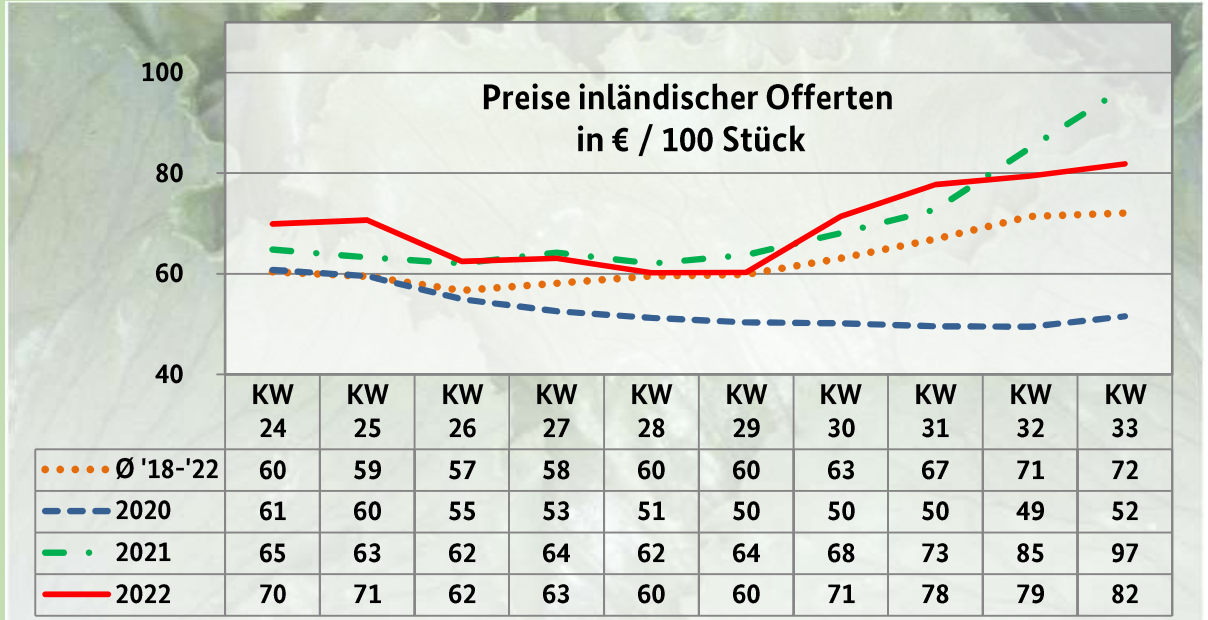 Preise inländischer Offerten
in € / 100 Stück
100
80
60
40
KW KW KW KW KW KW KW KW KW KW
24 25 26 27 28 29 30 31 32 33
Ø '18-'22 60 59 57 58 60 60 63 67 71 72
2020 61 60 55 53 51 50 50 50 49 52
2021 65 63 62 64 62 64 68 73 85 97
2022 70 71 62 63 60 60 71 78 79 82